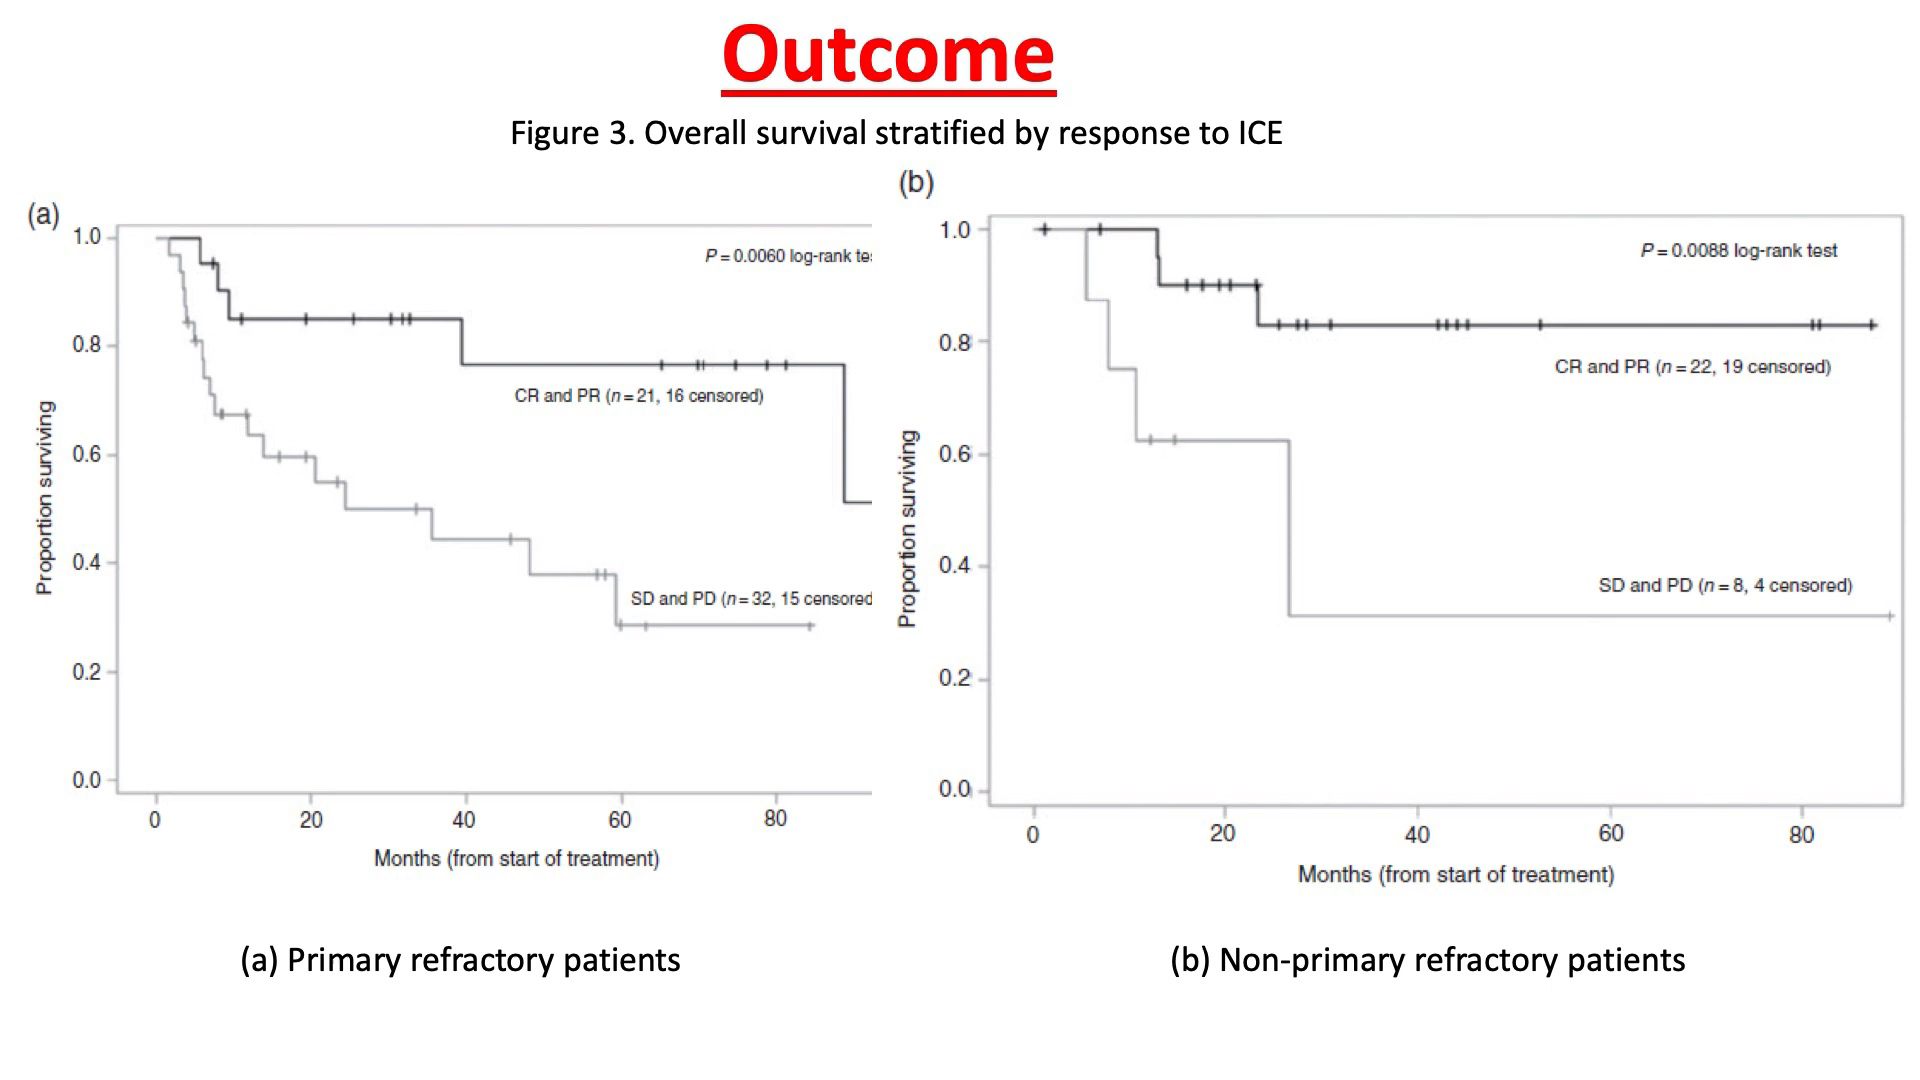 Outcome
Figure 3. Overall survival stratified by response to ICE
(a)
1.0
0.8
0.6
0.4
0.2
0.0
Proportion surviving
P = 0.0060 log-rank te
CR and PR (n = 21, 16 censored)
SD and PD (n = 32, 15 censored
0 20 40 60 80
Months (from start of treatment)
(a) Primary refractory patients
(b)
1.0
0.8
0.6
0.4
0.2
0.0
Proportion surviving
P = 0.0088 log-rank test
CR and PR (n = 22, 19 censored)
SD and PD (n = 8, 4 censored)
0 20 40 60 80
Months (from start of treatment)
(b) Non-primary refractory patients